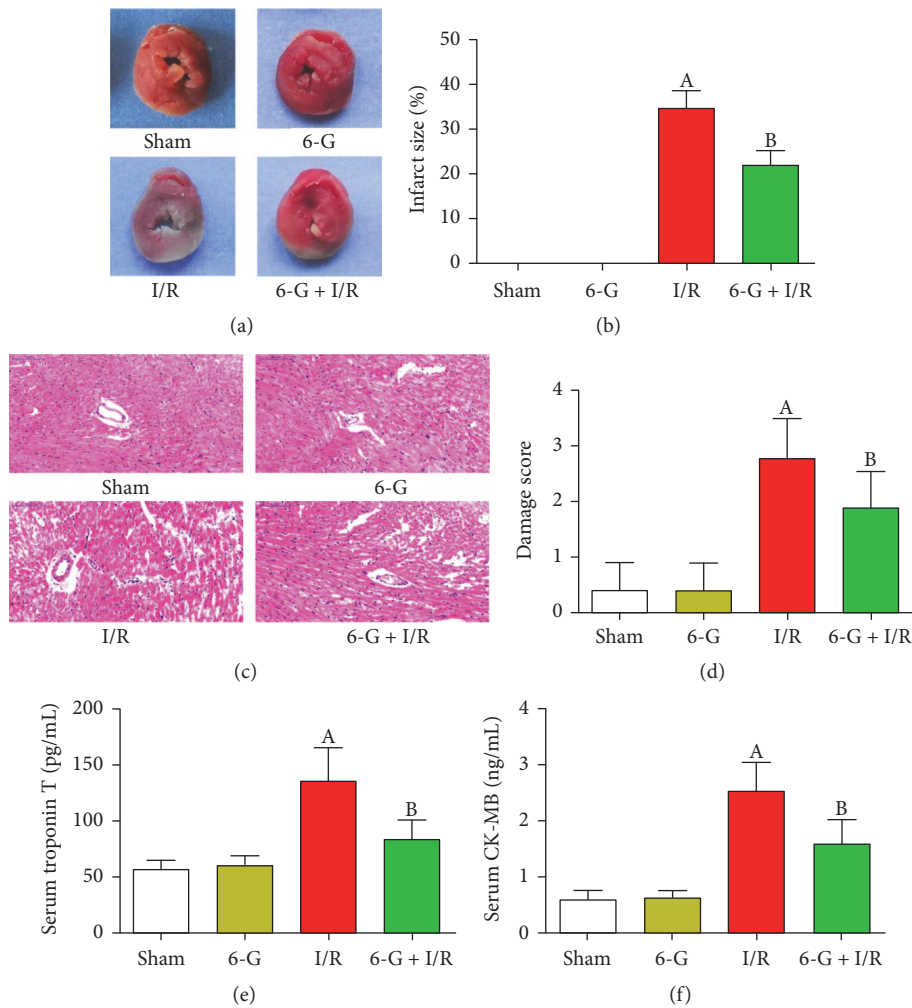 Sham
6-G
I/R
6-G + I/R
(a)
Infarct size (%)
50
40
30
20
10
0
A
B
Sham
6-G
I/R
6-G + I/R
(b)
Sham
6-G
I/R
6-G + I/R
(c)
Damage score
4
3
2
1
0
A
B
Sham
6-G
I/R
6-G + I/R
(d)
Serum troponin T (pg/mL)
200
150
100
50
0
A
B
Sham
6-G
I/R
6-G + I/R
(e)
Serum CK-MB (ng/mL)
4
3
2
1
0
A
B
Sham
6-G
I/R
6-G + I/R
(f)